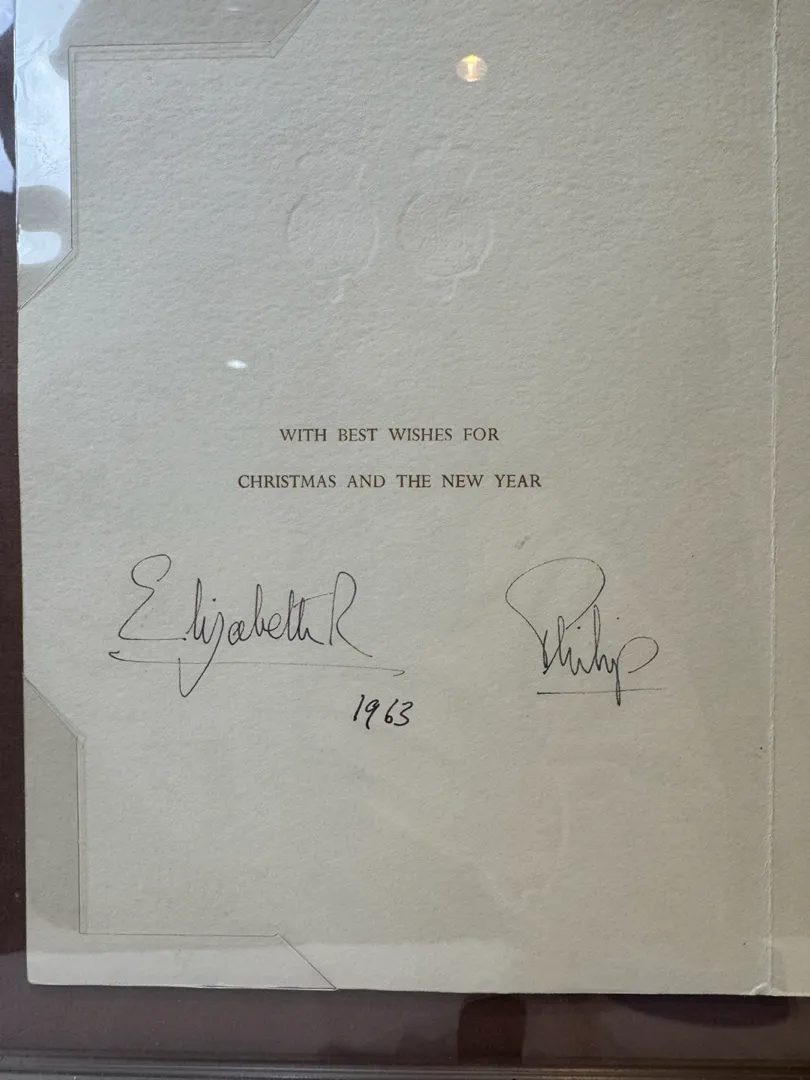 WITH BEST WISHES FOR
CHRISTMAS AND THE NEW YEAR
Elizabeth R
Philip
1963